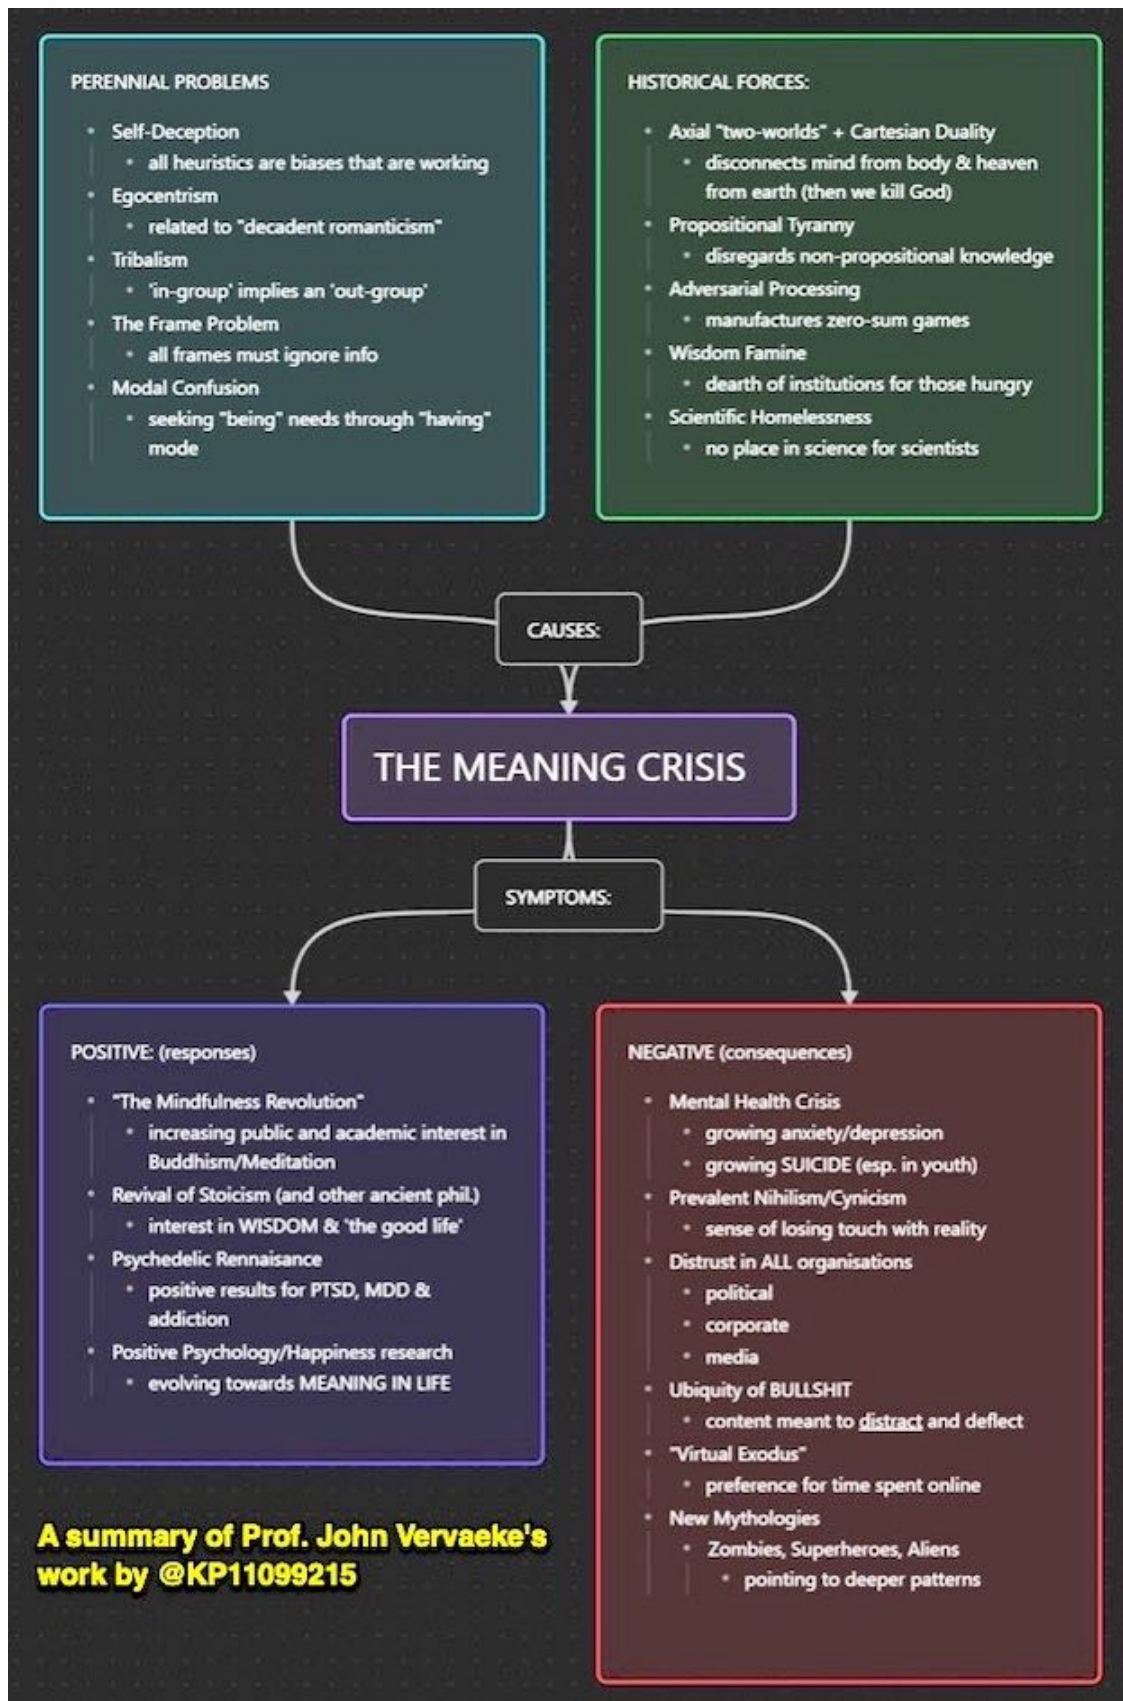 PERENNIAL PROBLEMS
Self-Deception
all heuristics are biases that are working
Egocentrism
related to "decadent romanticism"
Tribalism
'in-group' implies an 'out-group'
The Frame Problem
all frames must ignore info
Modal Confusion
seeking "being" needs through "having"
mode
HISTORICAL FORCES:
Axial "two-worlds" + Cartesian Duality
disconnects mind from body & heaven
from earth (then we kill God)
Propositional Tyranny
disregards non-propositional knowledge
Adversarial Processing
manufactures zero-sum games
Wisdom Famine
dearth of institutions for those hungry
Scientific Homelessness
no place in science for scientists
CAUSES:
THE MEANING CRISIS
SYMPTOMS:
POSITIVE: (responses)
"The Mindfulness Revolution"
increasing public and academic interest in
Buddhism/Meditation
Revival of Stoicism (and other ancient phil.)
interest in WISDOM & 'the good life'
Psychedelic Rennaisance
positive results for PTSD, MDD &
addiction
Positive Psychology/Happiness research
evolving towards MEANING IN LIFE
NEGATIVE (consequences)
Mental Health Crisis
growing anxiety/depression
growing SUICIDE (esp. in youth)
Prevalent Nihilism/Cynicism
sense of losing touch with reality
Distrust in ALL organisations
political
corporate
media
Ubiquity of BULLSHIT
content meant to distract and deflect
"Virtual Exodus"
preference for time spent online
New Mythologies
Zombies, Superheroes, Aliens
pointing to deeper patterns
A summary of Prof. John Vervaeke's
work by @KP11099215